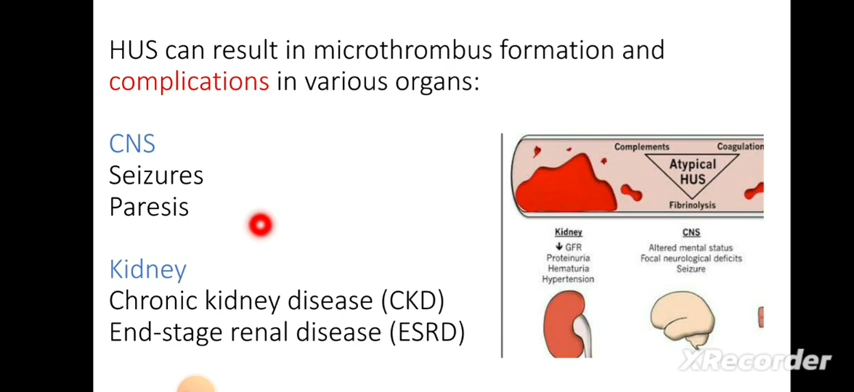 HUS can result in microthrombus formation and
complications in various organs:
CNS
Seizures
Paresis
Kidney
Chronic kidney disease (CKD)
End-stage renal disease (ESRD)
Complements
Coagulation
Atypical
HUS
Fibrinolysis
Kidney
↓ GFR
Proteinuria
Hematuria
Hypertension
CNS
Altered mental status
Focal neurological deficits
Seizure
XRecorder